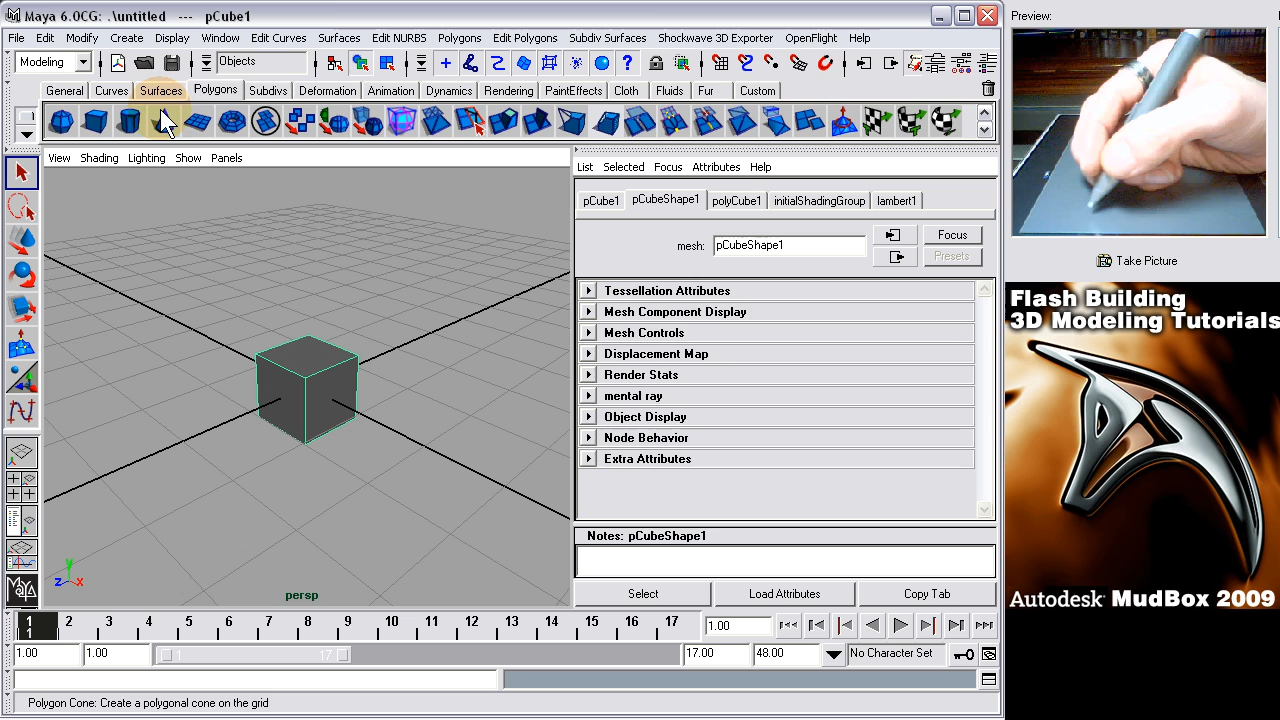 Maya 6.0CG: .\untitled --- pCube1
File Edit Modify Create Display Window Edit Curves Surfaces Edit NURBS Polygons Edit Polygons Subdiv Surfaces Shockwave 3D Exporter OpenFlight Help
Modeling Objects
General Curves Surfaces Polygons Subdivs Deformation Animation Dynamics Rendering PaintEffects Cloth Fluids Fur Custom
View Shading Lighting Show Panels
List Selected Focus Attributes Help
pCube1 pCubeShape1 polyCube1 initialShadingGroup lambert1
mesh: pCubeShape1 Focus
Presets
Tessellation Attributes
Mesh Component Display
Mesh Controls
Displacement Map
Render Stats
mental ray
Object Display
Node Behavior
Extra Attributes
y
z x
persp
Notes: pCubeShape1
Select Load Attributes Copy Tab
MAYA
1 2 3 4 5 6 7 8 9 10 11 12 13 14 15 16 17
1
1.00
1.00 1.00 1 17 17.00 48.00 No Character Set
Polygon Cone: Create a polygonal cone on the grid
Preview:
Take Picture
Flash Building
3D Modeling Tutorials
Autodesk MudBox 2009